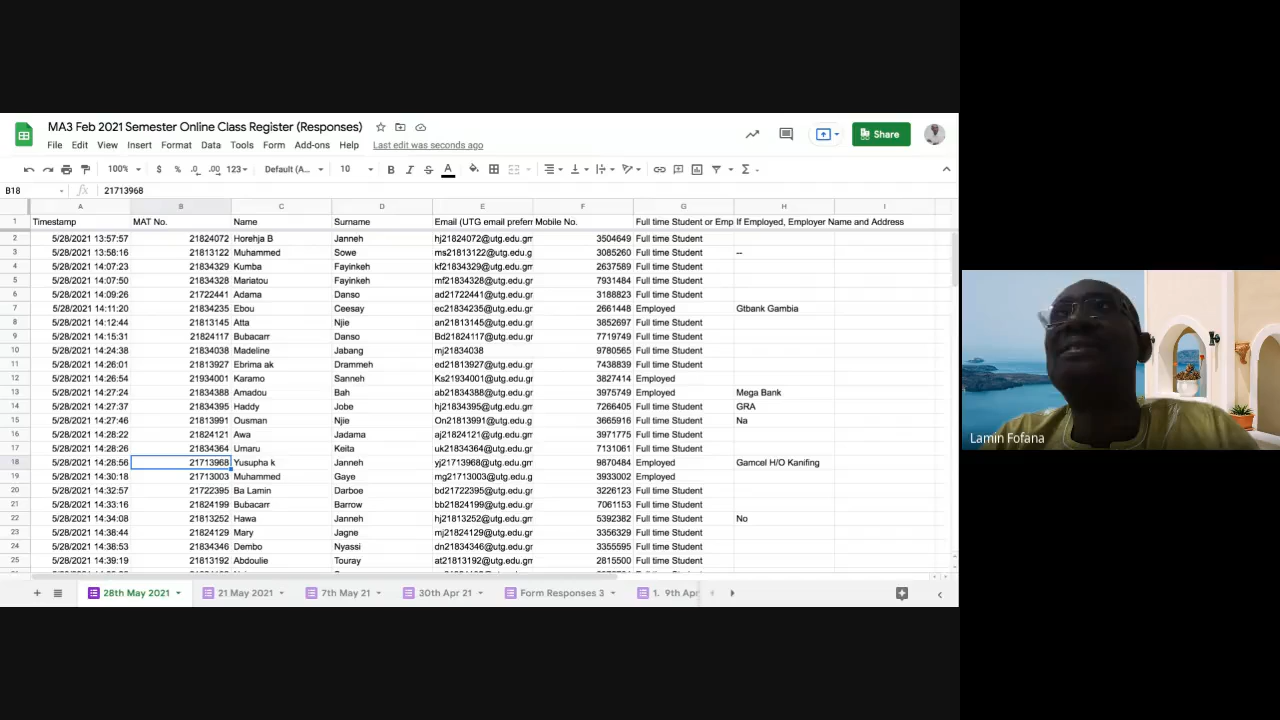 MA3 Feb 2021 Semester Online Class Register (Responses)
File Edit View Insert Format Data Tools Form Add-ons Help Last edit was seconds ago
Share
100% $ % .0 .00 123 Default (A... 10 B I S A
B18 fx 21713968
A B C D E F G H I
1 Timestamp MAT No. Name Surname Email (UTG email preferr Mobile No. Full time Student or Emp If Employed, Employer Name and Address
2 5/28/2021 13:57:57 21824072 Horehja B Janneh hj21824072@utg.edu.gm 3504649 Full time Student
3 5/28/2021 13:58:16 21813122 Muhammed Sowe ms21813122@utg.edu.g 3085260 Full time Student --
4 5/28/2021 14:07:23 21834329 Kumba Fayinkeh kf21834329@utg.edu.gm 2637589 Full time Student
5 5/28/2021 14:07:50 21834328 Mariatou Fayinkeh mf21834328@utg.edu.gr 7931484 Full time Student
6 5/28/2021 14:09:26 21722441 Adama Danso ad21722441@utg.edu.gr 3188823 Full time Student
7 5/28/2021 14:11:20 21834235 Ebou Ceesay ec21834235@utg.edu.gr 2661448 Employed Gtbank Gambia
8 5/28/2021 14:12:44 21813145 Atta Njie an21813145@utg.edu.gr 3852697 Full time Student
9 5/28/2021 14:15:31 21824117 Bubacarr Danso Bd21824117@utg.edu.gr 7719749 Full time Student
10 5/28/2021 14:24:38 21834038 Madeline Jabang mj21834038 9780565 Full time Student
11 5/28/2021 14:26:01 21813927 Ebrima ak Drammeh ed21813927@utg.edu.gr 7438839 Full time Student
12 5/28/2021 14:26:54 21934001 Karamo Sanneh Ks21934001@utg.edu.gr 3827414 Employed
13 5/28/2021 14:27:24 21834388 Amadou Bah ab21834388@utg.edu.gr 3975749 Employed Mega Bank
14 5/28/2021 14:27:37 21834395 Haddy Jobe hj21834395@utg.edu.gm 7266405 Full time Student GRA
15 5/28/2021 14:27:46 21813991 Ousman Njie On21813991@utg.edu.gr 3665916 Full time Student Na
16 5/28/2021 14:28:22 21824121 Awa Jadama aj21824121@utg.edu.gm 3971775 Full time Student
17 5/28/2021 14:28:26 21834364 Umaru Keita uk21834364@utg.edu.gr 7131061 Full time Student
18 5/28/2021 14:28:56 21713968 Yusupha k Janneh yj21713968@utg.edu.gm 9870484 Employed Gamcel H/O Kanifing
19 5/28/2021 14:30:18 21713003 Muhammed Gaye mg21713003@utg.edu.gr 3933002 Employed
20 5/28/2021 14:32:57 21722395 Ba Lamin Darboe bd21722395@utg.edu.gr 3226123 Full time Student
21 5/28/2021 14:33:16 21824199 Bubacarr Barrow bb21824199@utg.edu.gr 7061153 Full time Student
22 5/28/2021 14:34:08 21813252 Hawa Janneh hj21813252@utg.edu.gm 5392382 Full time Student No
23 5/28/2021 14:38:44 21824129 Mary Jagne mj21824129@utg.edu.gr 3356329 Full time Student
24 5/28/2021 14:38:53 21834346 Dembo Nyassi dn21834346@utg.edu.gr 3355595 Full time Student
25 5/28/2021 14:39:19 21813192 Abdoulie Touray at21813192@utg.edu.gm 2815500 Full time Student
28th May 2021 21 May 2021 7th May 21 30th Apr 21 Form Responses 3 1. 9th Apr
Lamin Fofana